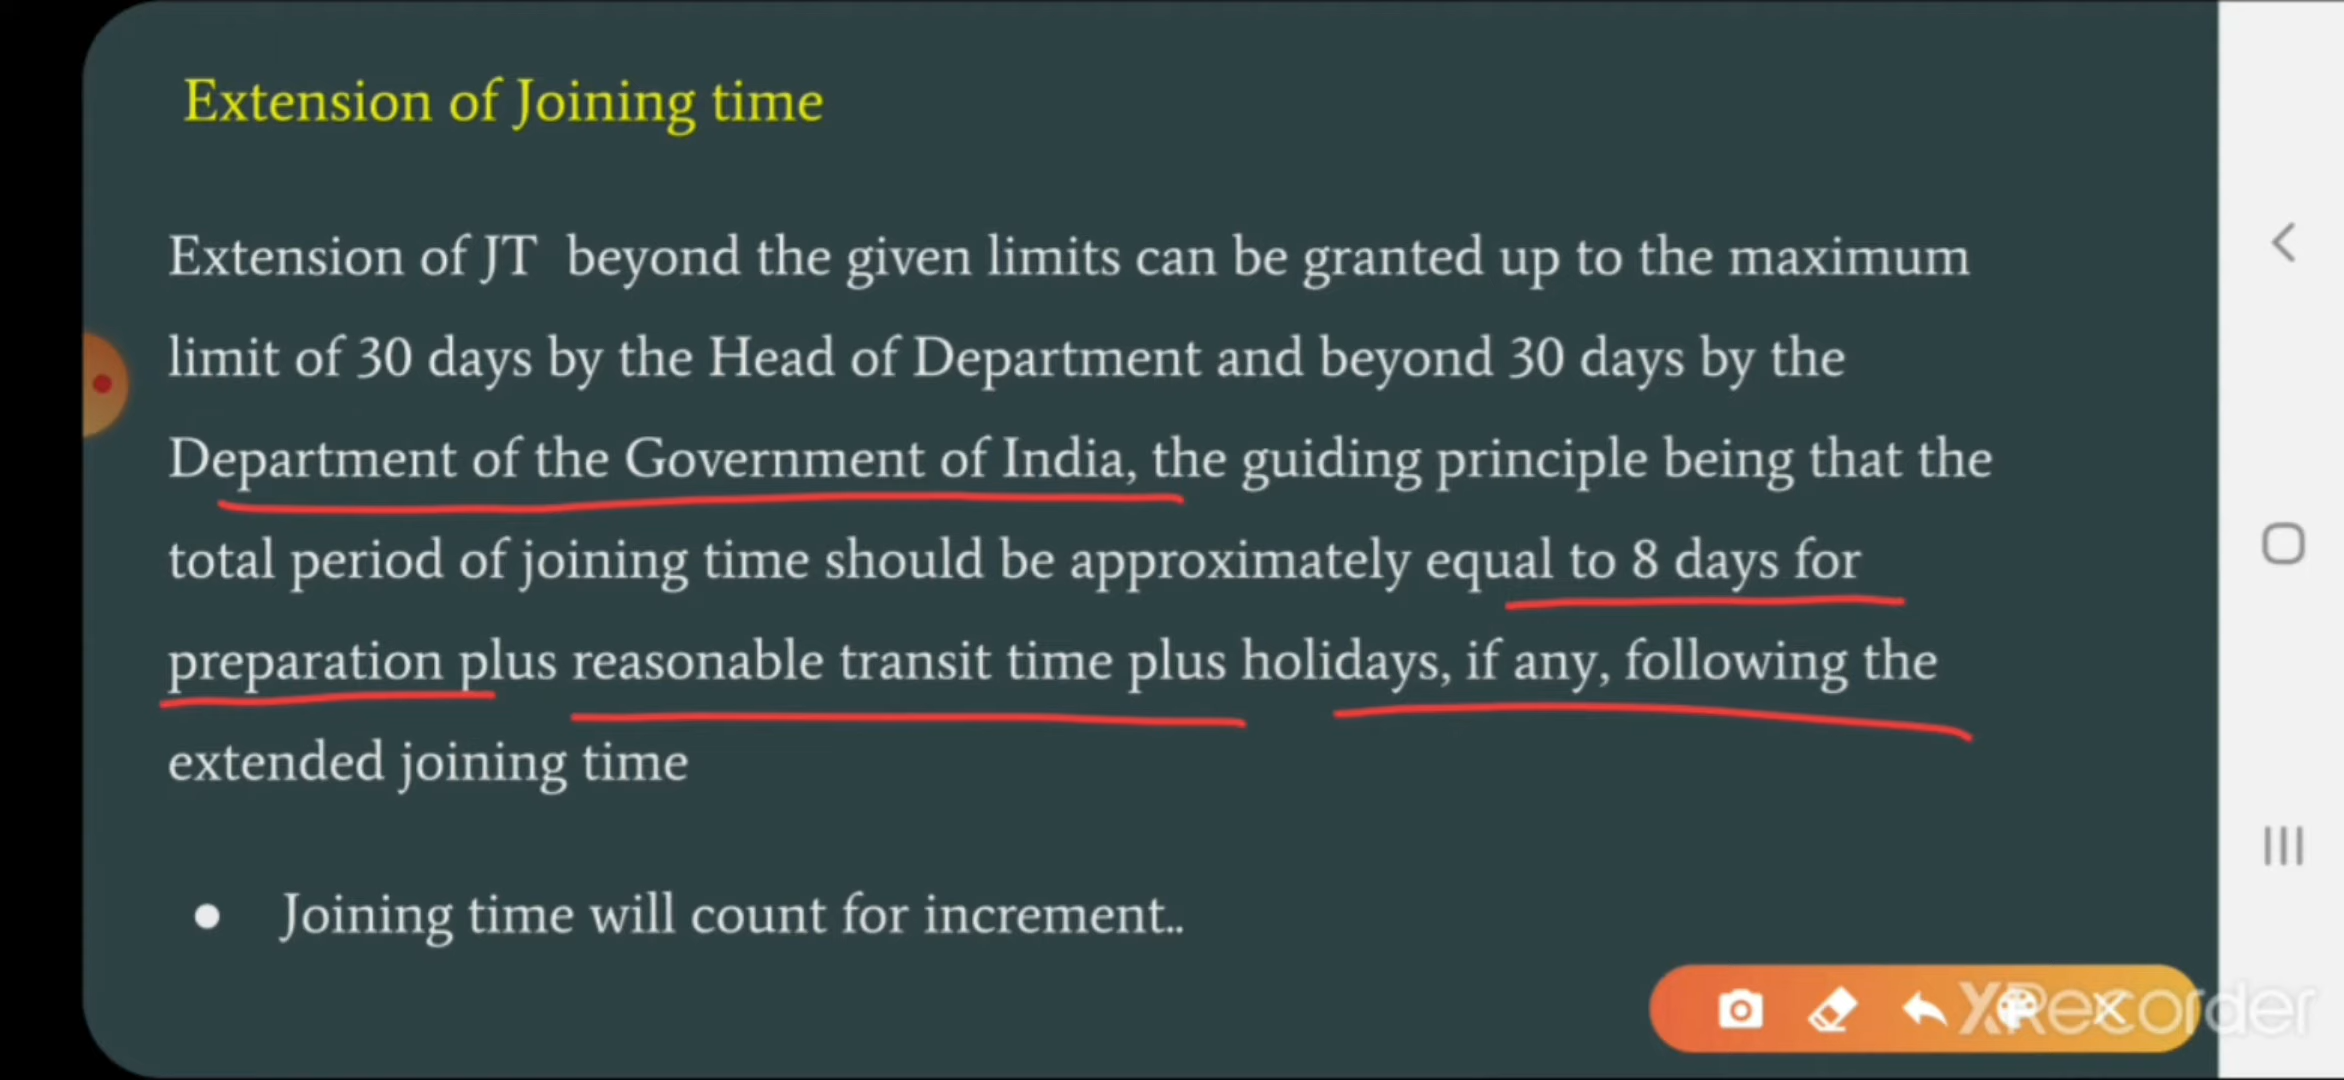 Extension of Joining time
Extension of JT beyond the given limits can be granted up to the maximum
limit of 30 days by the Head of Department and beyond 30 days by the
Department of the Government of India, the guiding principle being that the
total period of joining time should be approximately equal to 8 days for
preparation plus reasonable transit time plus holidays, if any, following the
extended joining time
● Joining time will count for increment..
XRecorder